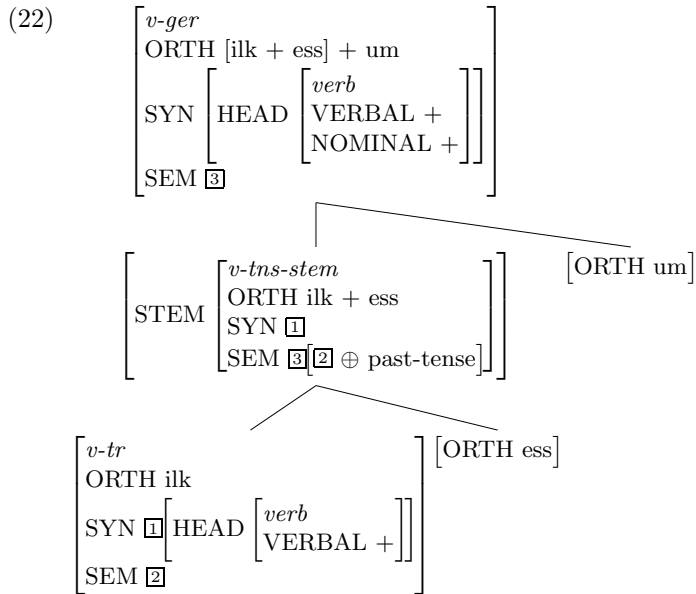 (22)
v-ger
ORTH [ilk + ess] + um
SYN [HEAD [verb
VERBAL +
NOMINAL +]]
SEM 3
[STEM [v-tns-stem
ORTH ilk + ess
SYN 1
SEM 3[2 ⊕ past-tense]]]
[ORTH um]
v-tr
ORTH ilk
SYN 1[HEAD [verb
VERBAL +]]
SEM 2
[ORTH ess]